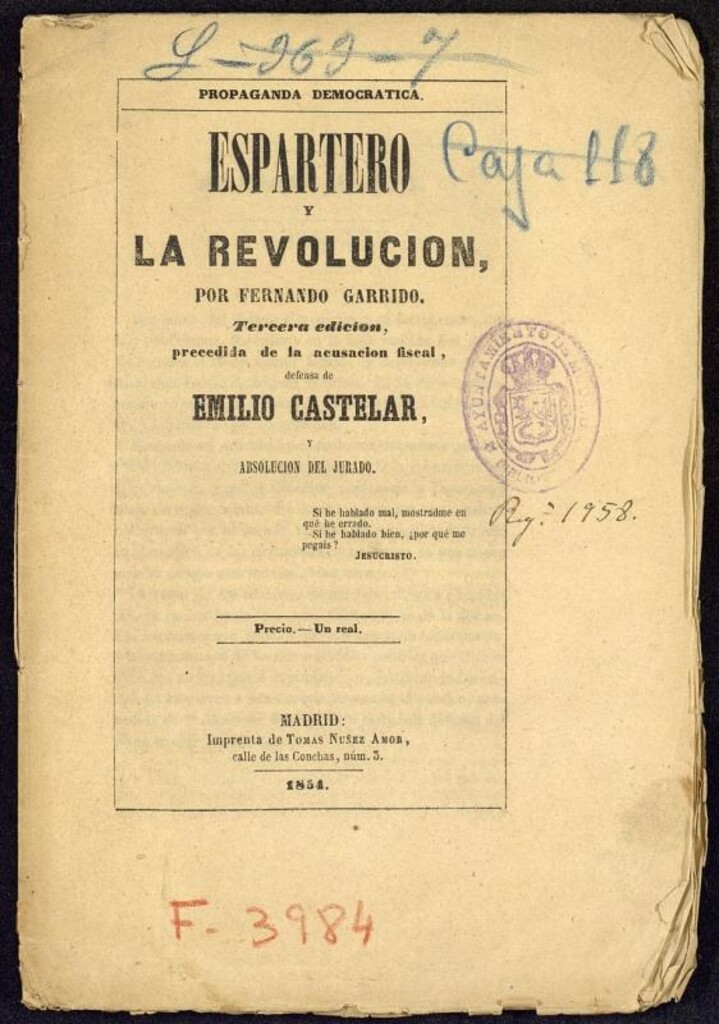 L-969-7
PROPAGANDA DEMOCRATICA.
ESPARTERO
Caja 118
Y
LA REVOLUCION,
POR FERNANDO GARRIDO.
Tercera edicion,
precedida de la acusacion fiscal,
defensa de
EMILIO CASTELAR,
Y
ABSOLUCION DEL JURADO.
AYUNTAMIENTO DE
Si he hablado mal, mostradme en
qué he errado.
Si he hablado bien, ¿por qué me
pegais?
JESUCRISTO.
Rg.º 1958.
Precio.—Un real.
MADRID:
Imprenta de TOMAS NUÑEZ AMOR,
calle de las Conchas, núm. 3.
1854.
F- 3984